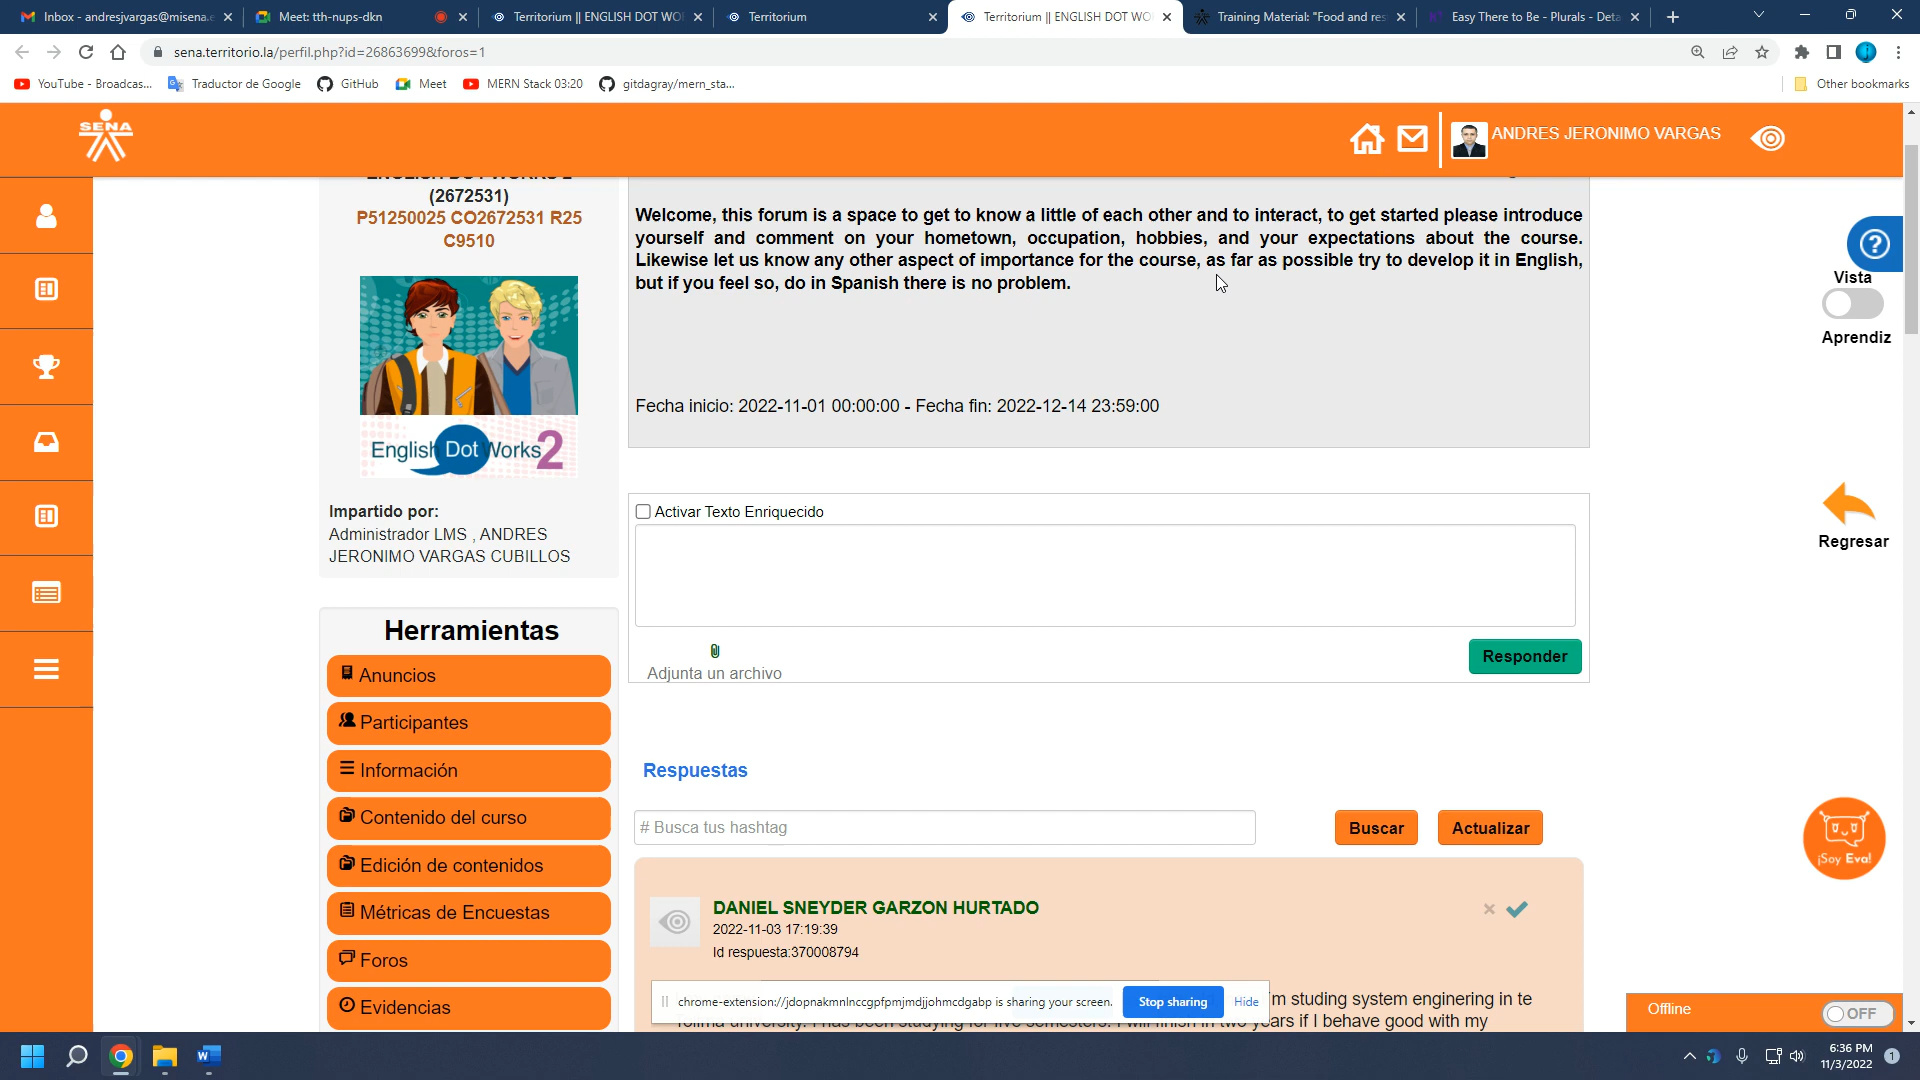 Inbox - andresjvargas@misena.e
Meet: tth-nups-dkn
Territorium || ENGLISH DOT WO
Territorium
Territorium || ENGLISH DOT WO
Training Material: "Food and res
Easy There to Be - Plurals - Deta
sena.territorio.la/perfil.php?id=26863699&foros=1
YouTube - Broadcas...
Traductor de Google
GitHub
Meet
MERN Stack 03:20
gitdagray/mern_sta...
Other bookmarks
SENA
ANDRES JERONIMO VARGAS
(2672531)
P51250025 CO2672531 R25
C9510
English Dot Works 2
Impartido por:
Administrador LMS , ANDRES
JERONIMO VARGAS CUBILLOS
Herramientas
Anuncios
Participantes
Información
Contenido del curso
Edición de contenidos
Métricas de Encuestas
Foros
Evidencias
Welcome, this forum is a space to get to know a little of each other and to interact, to get started please introduce
yourself and comment on your hometown, occupation, hobbies, and your expectations about the course.
Likewise let us know any other aspect of importance for the course, as far as possible try to develop it in English,
but if you feel so, do in Spanish there is no problem.
Fecha inicio: 2022-11-01 00:00:00 - Fecha fin: 2022-12-14 23:59:00
Activar Texto Enriquecido
Adjunta un archivo
Responder
Respuestas
# Busca tus hashtag
Buscar
Actualizar
DANIEL SNEYDER GARZON HURTADO
2022-11-03 17:19:39
Id respuesta:370008794
'm studing system enginering in te
years if I behave good with my
chrome-extension://jdopnakmnlnccgpfpmjmdjjohmcdgabp is sharing your screen.
Stop sharing
Hide
?
Vista
Aprendiz
Regresar
¡Soy Eva!
Offline
OFF
6:36 PM
11/3/2022
1